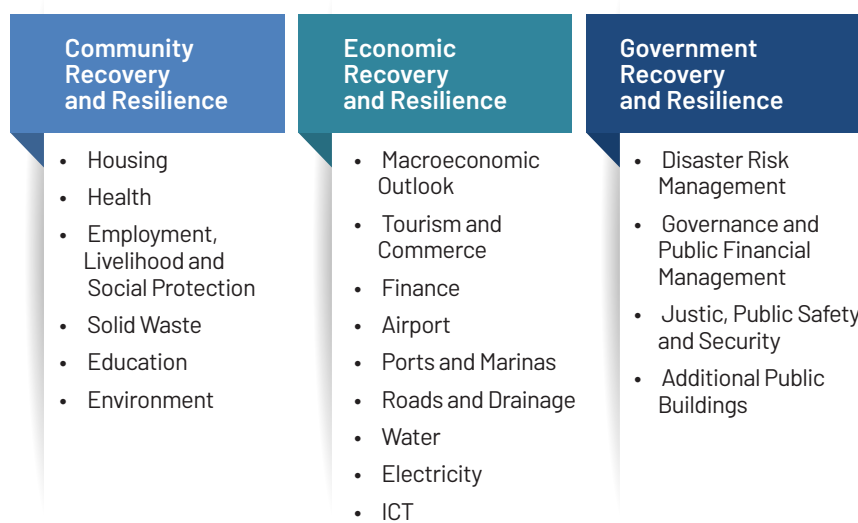 Community
Recovery
and Resilience
• Housing
• Health
• Employment,
Livelihood and
Social Protection
• Solid Waste
• Education
• Environment
Economic
Recovery
and Resilience
• Macroeconomic
Outlook
• Tourism and
Commerce
• Finance
• Airport
• Ports and Marinas
• Roads and Drainage
• Water
• Electricity
• ICT
Government
Recovery
and Resilience
• Disaster Risk
Management
• Governance and
Public Financial
Management
• Justic, Public Safety
and Security
• Additional Public
Buildings